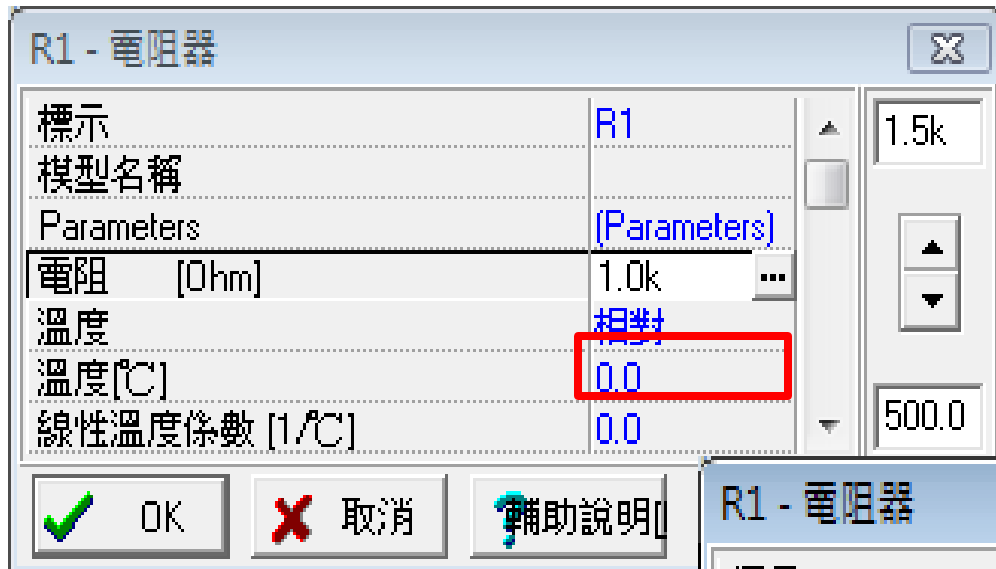 R1 - 電阻器
標示 R1
1.5k
模型名稱
Parameters (Parameters)
電阻 [Ohm] 1.0k ...
溫度 相對
溫度[℃] 0.0
線性溫度係數 [1/℃] 0.0
500.0
OK 取消 輔助說明[
R1 - 電阻器